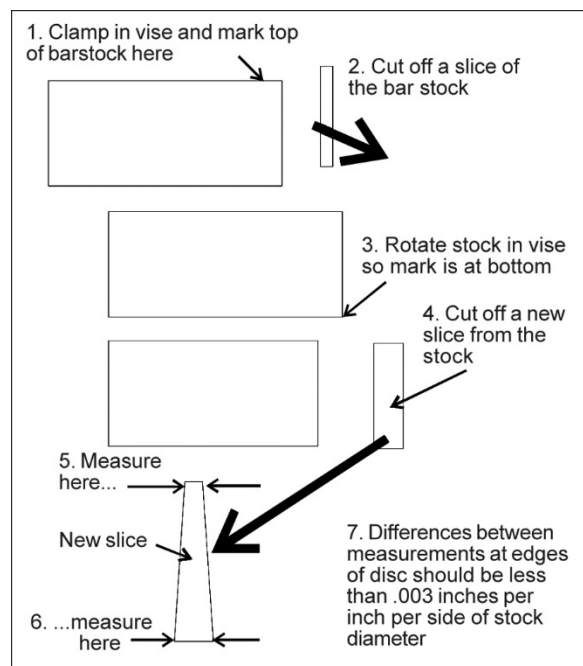 1. Clamp in vise and mark top
of barstock here
2. Cut off a slice of
the bar stock
3. Rotate stock in vise
so mark is at bottom
4. Cut off a new
slice from the
stock
5. Measure
here...
New slice
6. ...measure
here
7. Differences between
measurements at edges
of disc should be less
than .003 inches per
inch per side of stock
diameter